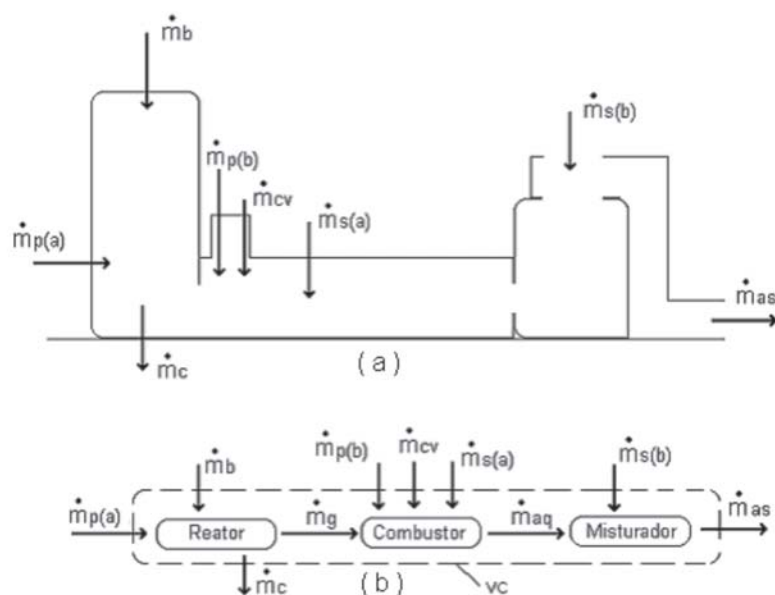 ṁb
ṁp(b)
ṁcv
ṁs(a)
ṁs(b)
ṁp(a)
ṁas
ṁc
( a )
ṁb
ṁp(b)
ṁcv
ṁs(a)
ṁs(b)
ṁp(a)
Reator
ṁg
Combustor
ṁaq
Misturador
ṁas
ṁc
( b )
VC